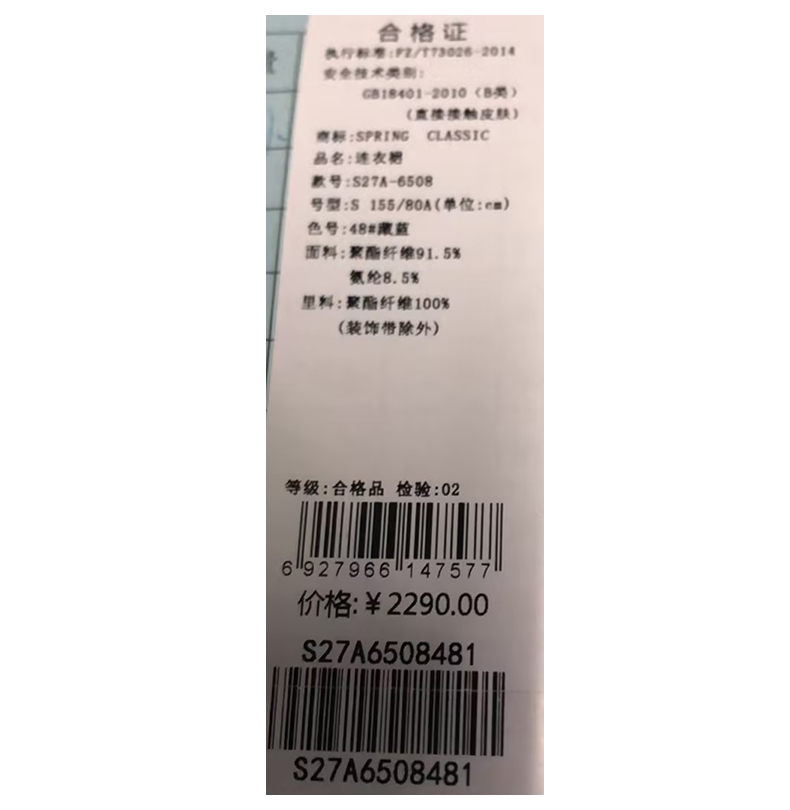 合格证
执行标准:FZ/T73026-2014
安全技术类别:
GB18401-2010（B类）
（直接接触皮肤）
商标:SPRING CLASSIC
品名:连衣裙
款号:S27A-6508
号型:S 155/80A(单位:cm)
色号:48#藏蓝
面料:聚酯纤维91.5%
氨纶8.5%
里料:聚酯纤维100%
(装饰带除外)
等级:合格品 检验:02
6 927966 147577
价格:￥2290.00
S27A6508481
S27A6508481